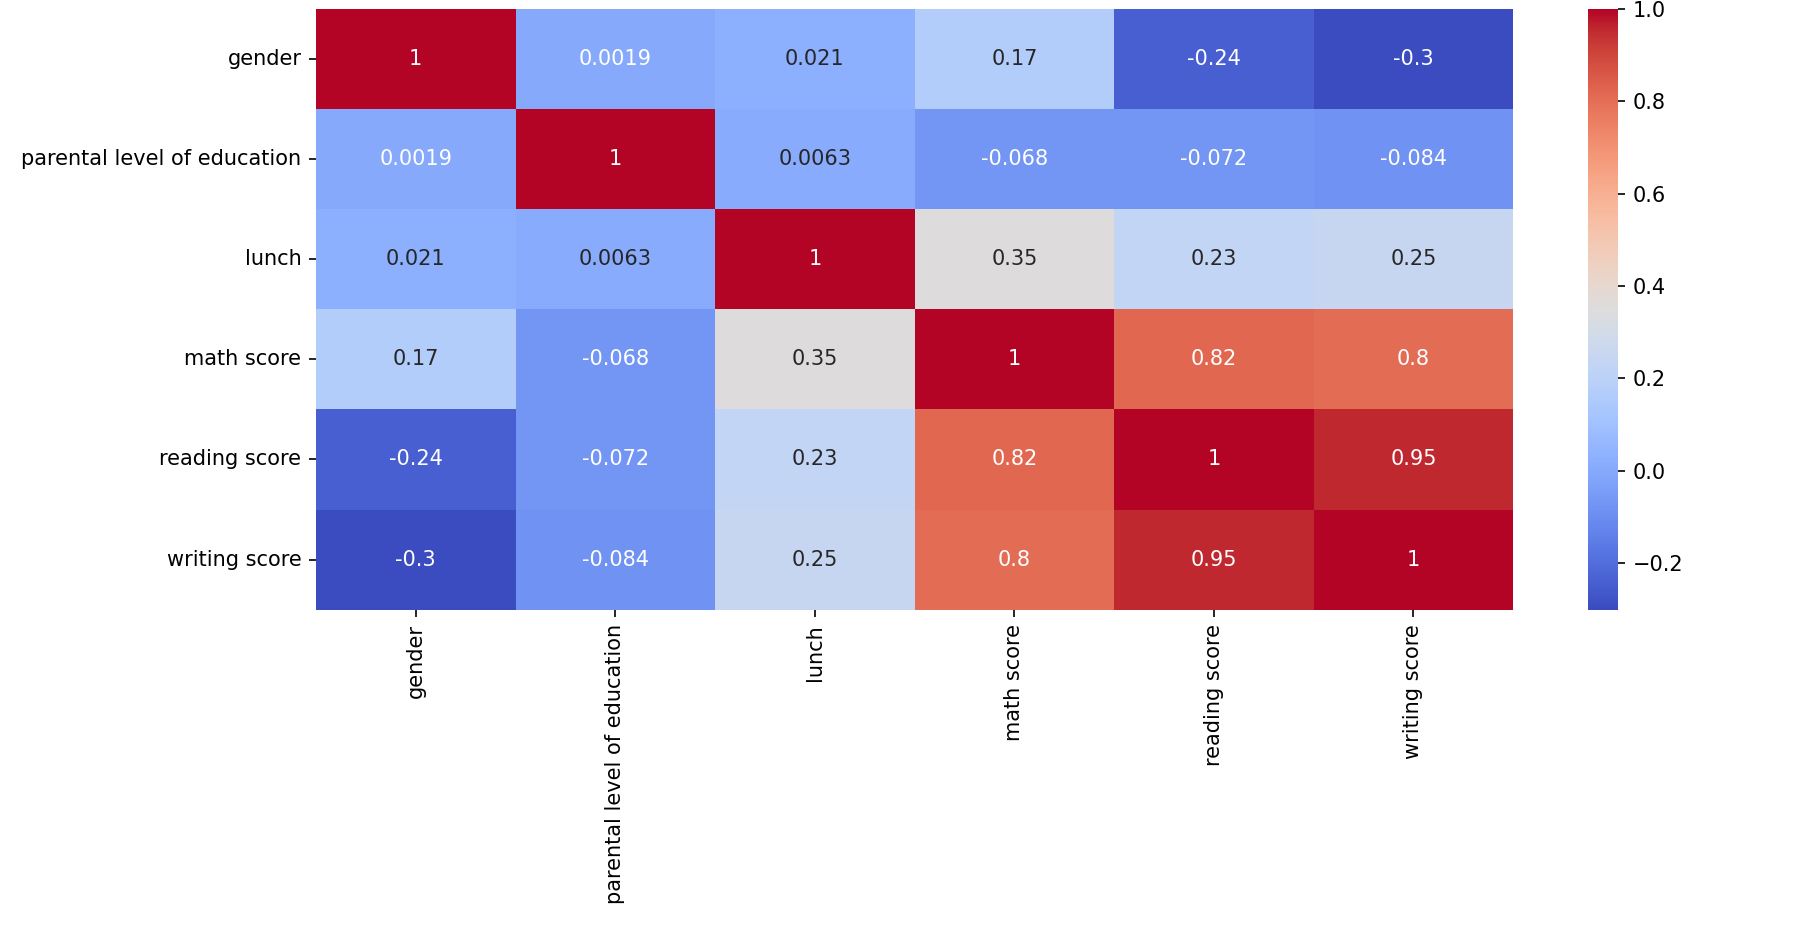 gender 1 0.0019 0.021 0.17 -0.24 -0.3
parental level of education 0.0019 1 0.0063 -0.068 -0.072 -0.084
lunch 0.021 0.0063 1 0.35 0.23 0.25
math score 0.17 -0.068 0.35 1 0.82 0.8
reading score -0.24 -0.072 0.23 0.82 1 0.95
writing score -0.3 -0.084 0.25 0.8 0.95 1
gender
parental level of education
lunch
math score
reading score
writing score
1.0
0.8
0.6
0.4
0.2
0.0
−0.2